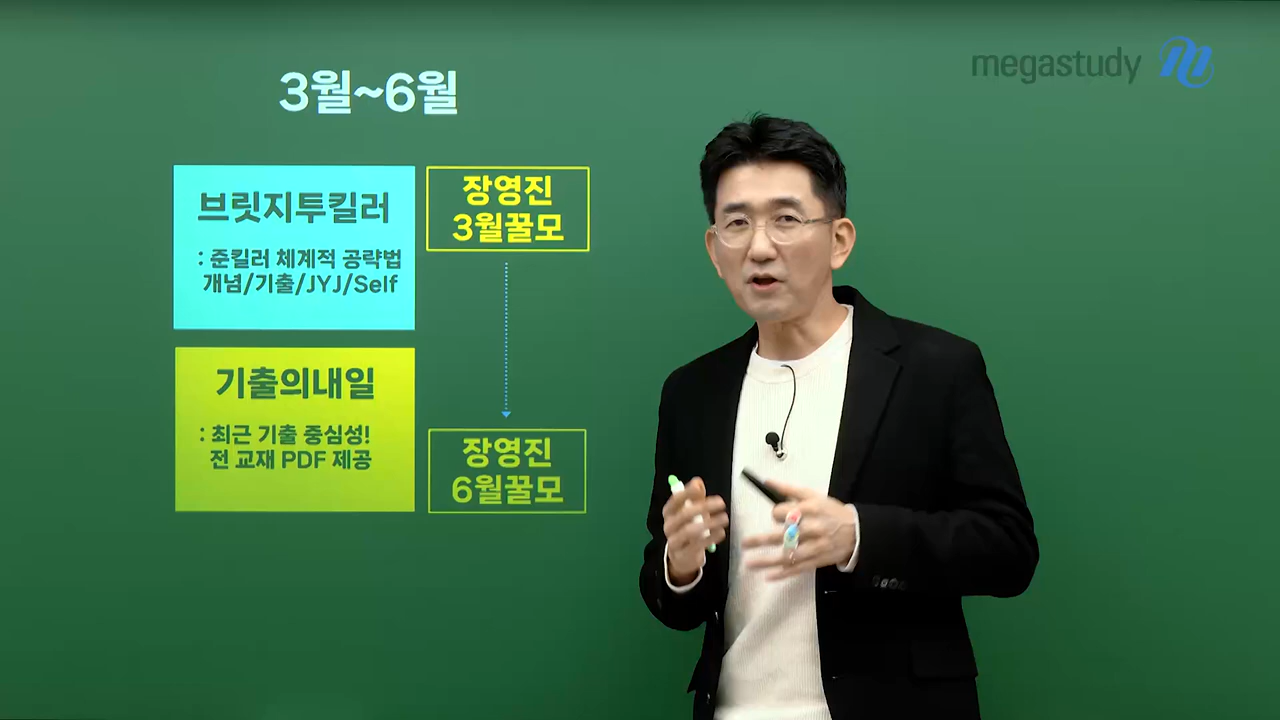 3월~6월
megastudy
브릿지투킬러
: 준킬러 체계적 공략법
개념/기출/JYJ/Self
장영진
3월꿀모
기출의내일
: 최근 기출 중심성!
전 교재 PDF 제공
장영진
6월꿀모